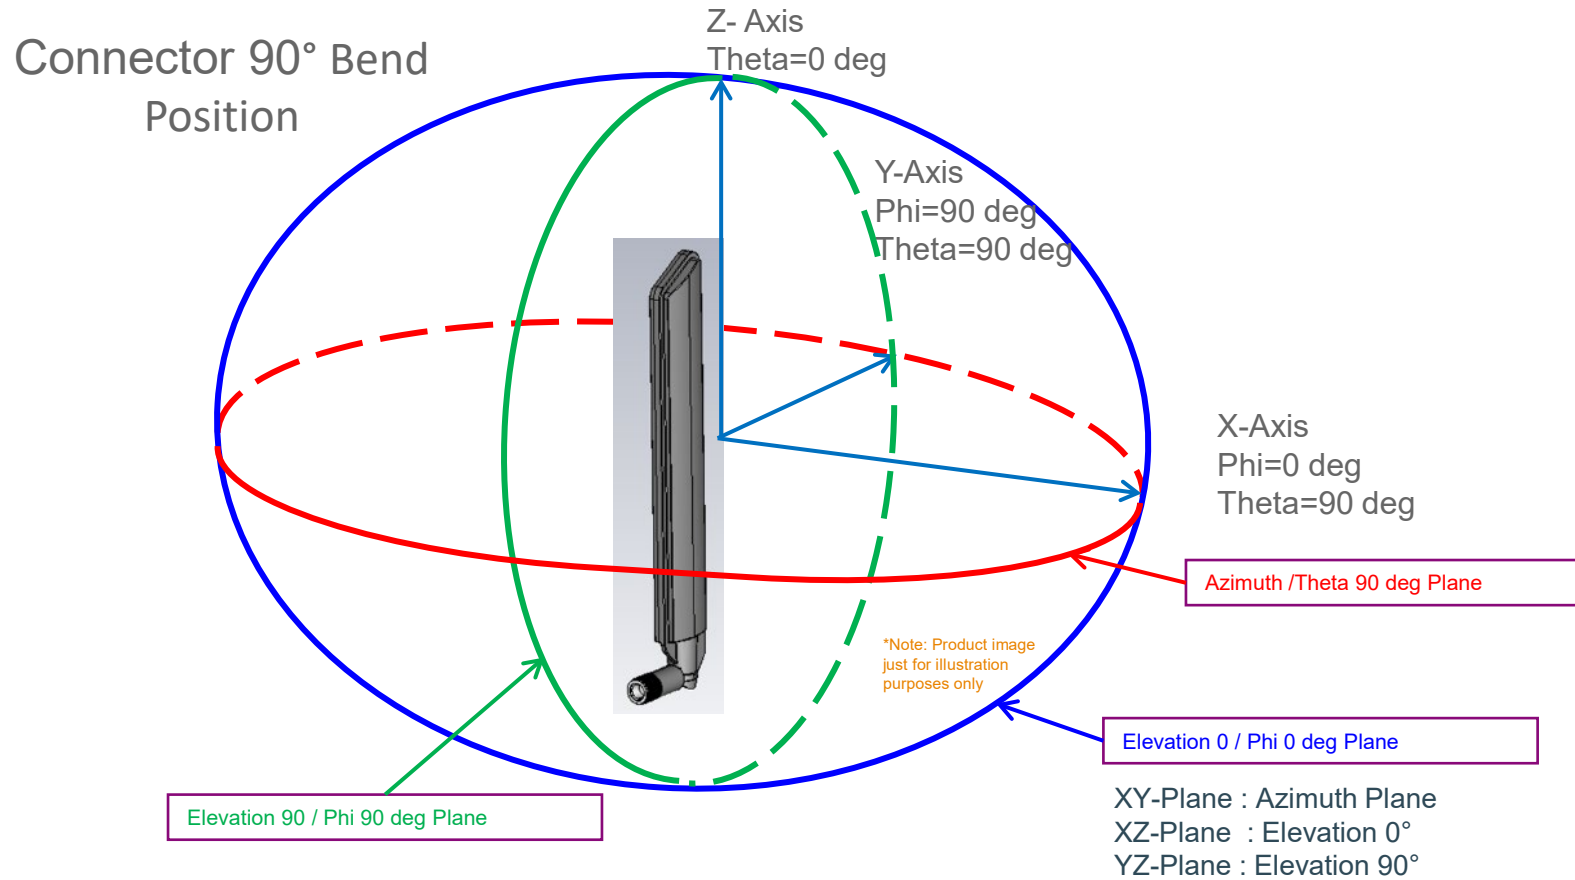 Connector 90° Bend
Position
Z- Axis
Theta=0 deg
Y-Axis
Phi=90 deg
Theta=90 deg
X-Axis
Phi=0 deg
Theta=90 deg
Azimuth /Theta 90 deg Plane
*Note: Product image
just for illustration
purposes only
Elevation 0 / Phi 0 deg Plane
Elevation 90 / Phi 90 deg Plane
XY-Plane : Azimuth Plane
XZ-Plane  : Elevation 0°
YZ-Plane : Elevation 90°